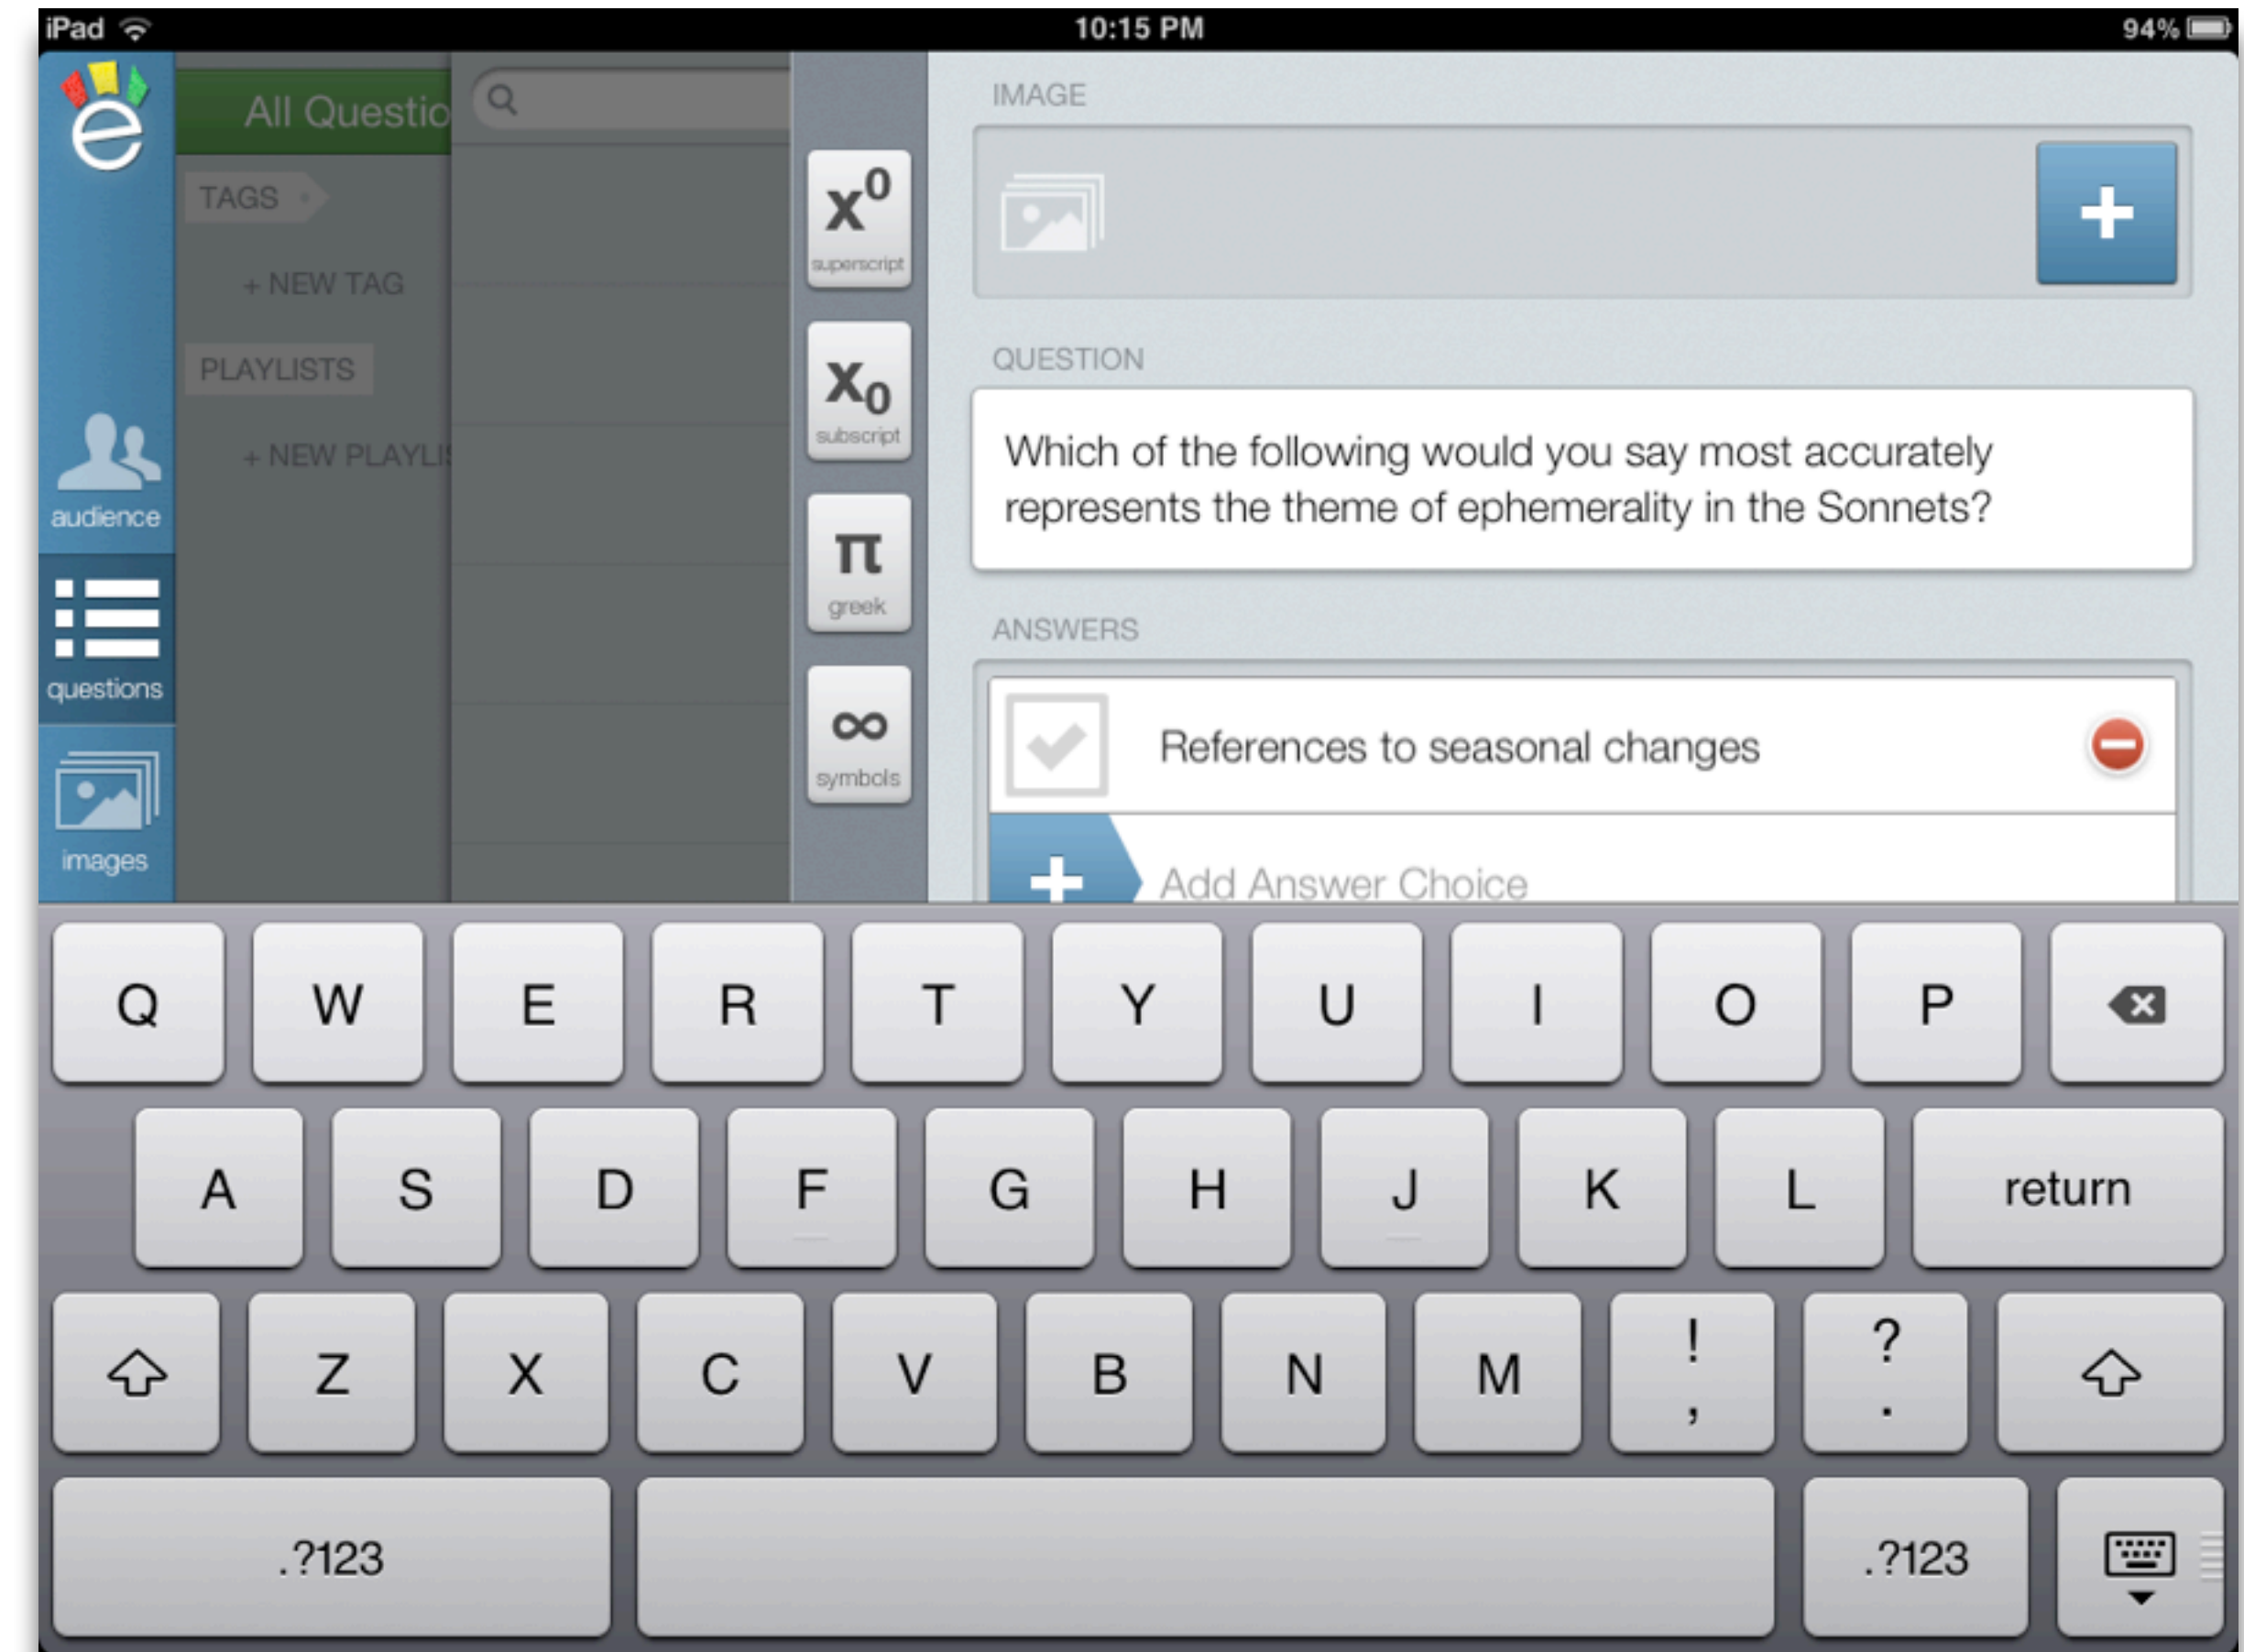 iPad
10:15 PM
94%
e
All Questio
TAGS
+ NEW TAG
PLAYLISTS
+ NEW PLAYLIS
audience
questions
images
x⁰
superscript
x₀
subscript
π
greek
∞
symbols
IMAGE
+
QUESTION
Which of the following would you say most accurately
represents the theme of ephemerality in the Sonnets?
ANSWERS
References to seasonal changes
+ Add Answer Choice
Q W E R T Y U I O P
A S D F G H J K L return
Z X C V B N M ! , ? .
.?123 .?123